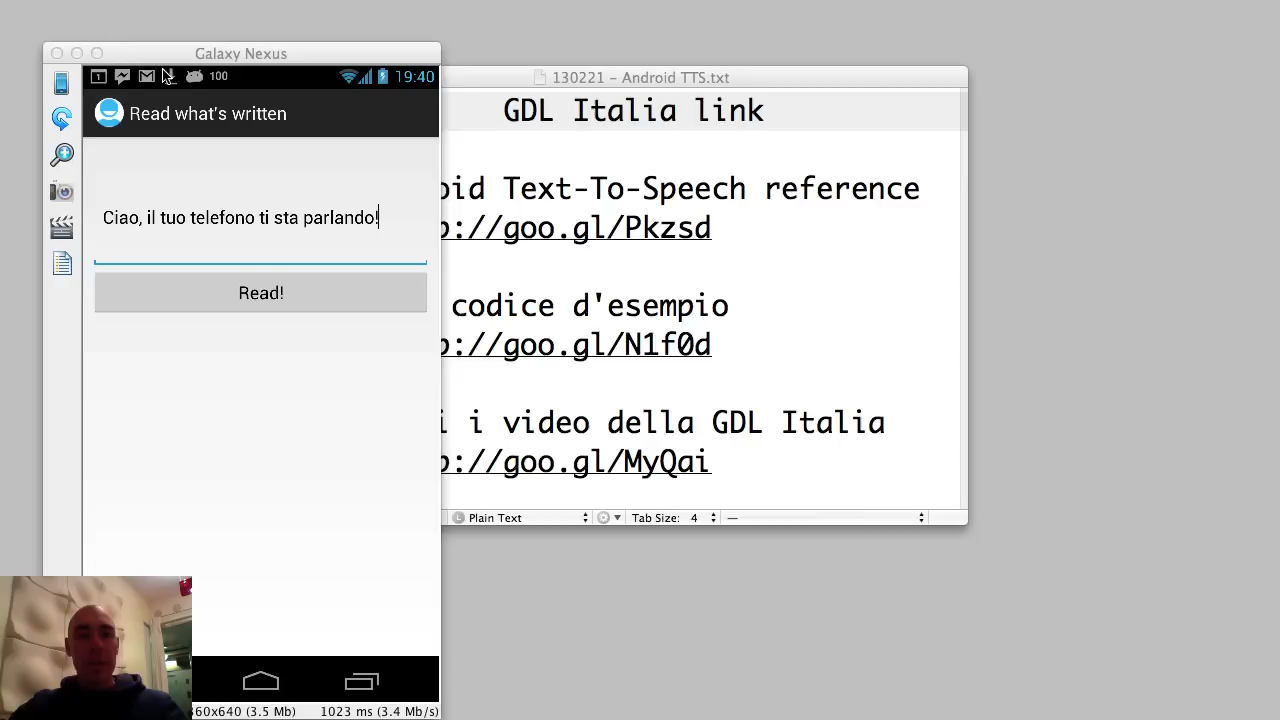 Galaxy Nexus
1
100
19:40
Read what's written
Ciao, il tuo telefono ti sta parlando!
Read!
60x640 (3.5 Mb)
1023 ms (3.4 Mb/s)
130221 – Android TTS.txt
GDL Italia link
oid Text-To-Speech reference
p://goo.gl/Pkzsd
codice d'esempio
p://goo.gl/N1f0d
i i video della GDL Italia
p://goo.gl/MyQai
L Plain Text
Tab Size: 4
—